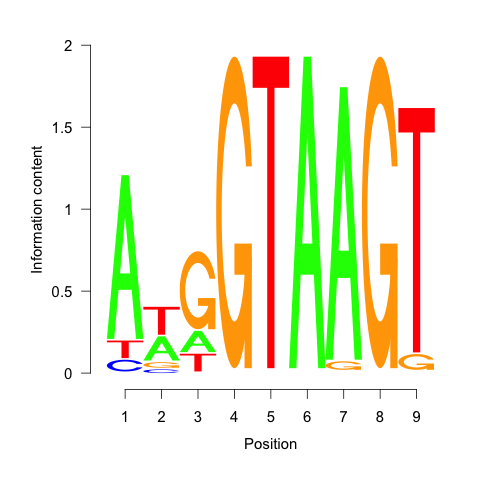 2
1.5
1
0.5
0
Information content
A T C
T A G C
G A T
G
T
A
A G
G
T G
1 2 3 4 5 6 7 8 9
Position